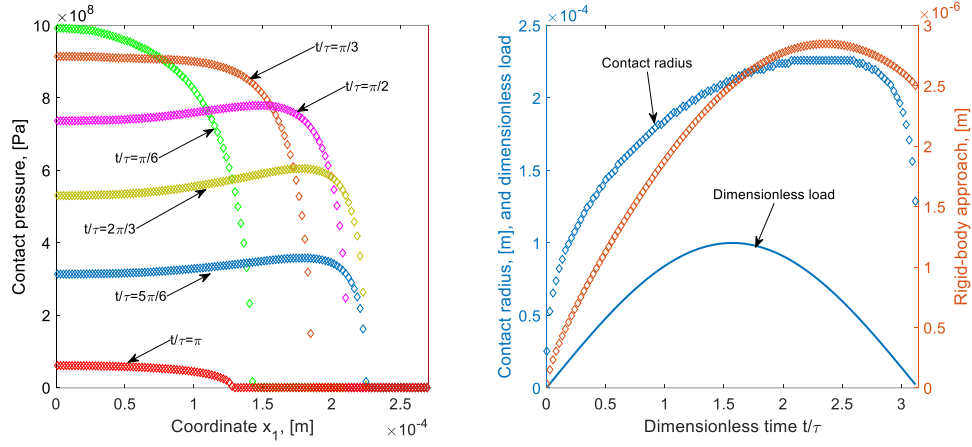 ×10⁸
10
8
6
4
2
0
Contact pressure, [Pa]
t/τ=π/3
t/τ=π/2
t/τ=π/6
t/τ=2π/3
t/τ=5π/6
t/τ=π
0
0.5
1
1.5
2
2.5
×10⁻⁴
Coordinate x₁, [m]
×10⁻⁴
2.5
2
1.5
1
0.5
0
Contact radius, [m], and dimensionless load
Contact radius
Dimensionless load
0
0.5
1
1.5
2
2.5
3
Dimensionless time t/τ
×10⁻⁶
3
2.5
2
1.5
1
0.5
0
Rigid-body approach, [m]